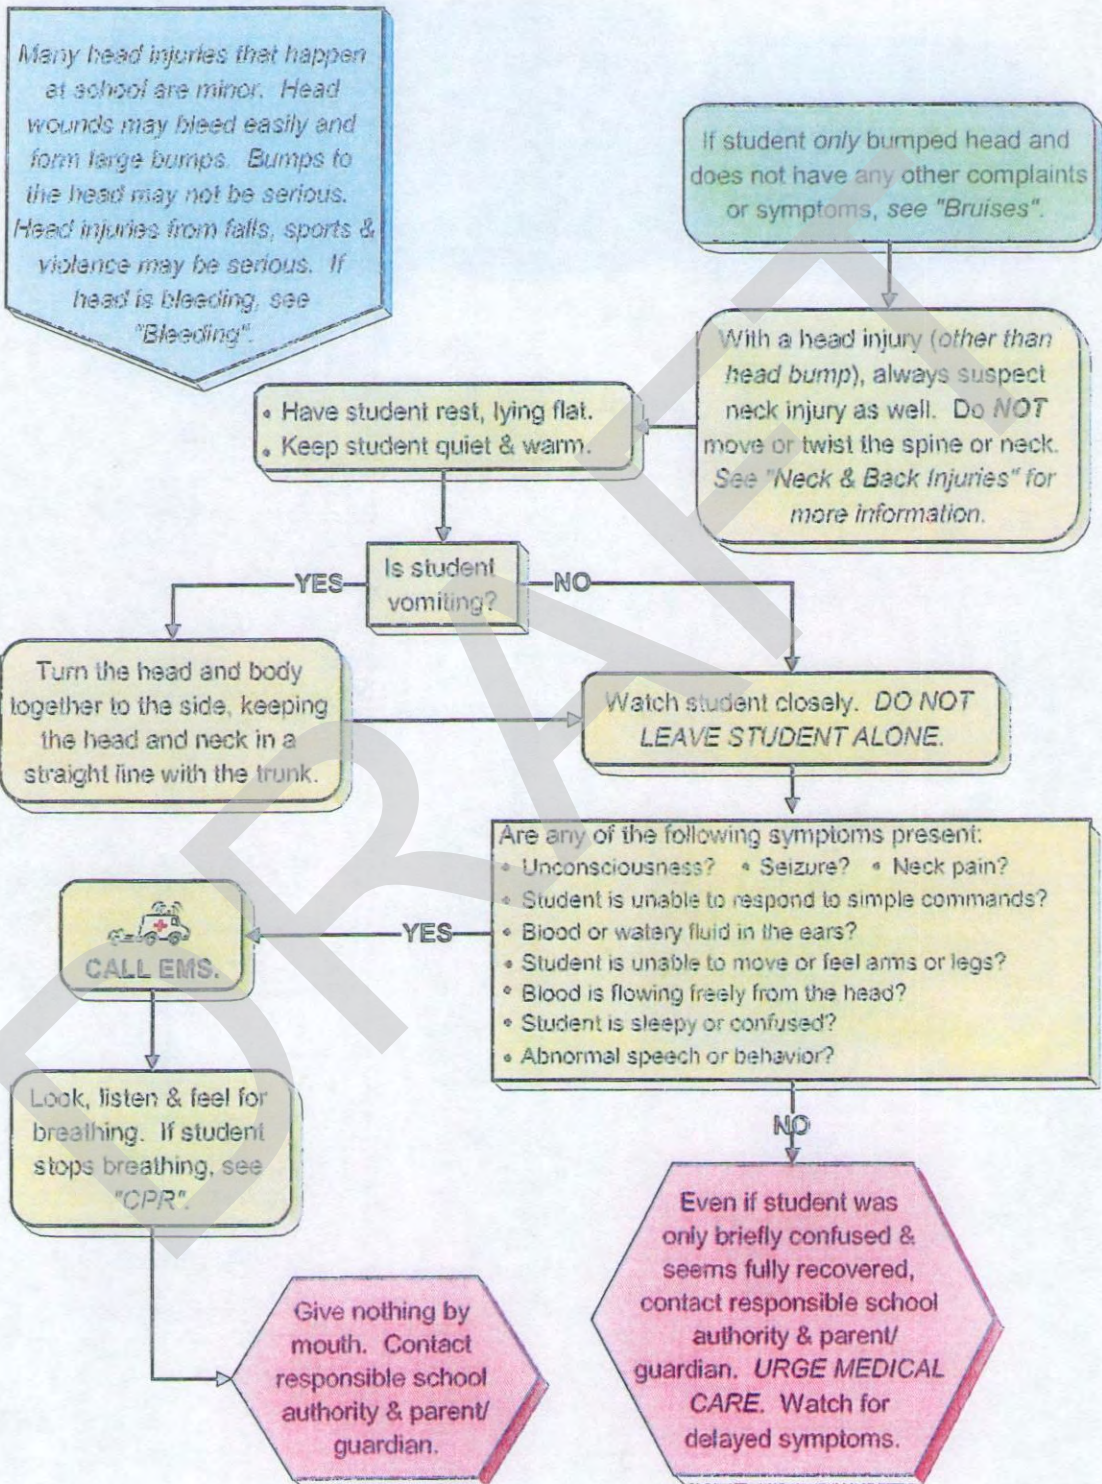 Many head injuries that happen
at school are minor. Head
wounds may bleed easily and
form large bumps. Bumps to
the head may not be serious.
Head injuries from falls, sports &
violence may be serious. If
head is bleeding, see
"Bleeding".
If student only bumped head and
does not have any other complaints
or symptoms, see "Bruises".
With a head injury (other than
head bump), always suspect
neck injury as well. Do NOT
move or twist the spine or neck.
See "Neck & Back Injuries" for
more information.
• Have student rest, lying flat.
• Keep student quiet & warm.
Is student
vomiting?
YES
NO
Turn the head and body
together to the side, keeping
the head and neck in a
straight line with the trunk.
Watch student closely. DO NOT
LEAVE STUDENT ALONE.
Are any of the following symptoms present:
• Unconsciousness? • Seizure? • Neck pain?
• Student is unable to respond to simple commands?
• Blood or watery fluid in the ears?
• Student is unable to move or feel arms or legs?
• Blood is flowing freely from the head?
• Student is sleepy or confused?
• Abnormal speech or behavior?
YES
CALL EMS.
Look, listen & feel for
breathing. If student
stops breathing, see
"CPR".
NO
Give nothing by
mouth. Contact
responsible school
authority & parent/
guardian.
Even if student was
only briefly confused &
seems fully recovered,
contact responsible school
authority & parent/
guardian. URGE MEDICAL
CARE. Watch for
delayed symptoms.
DRAFT